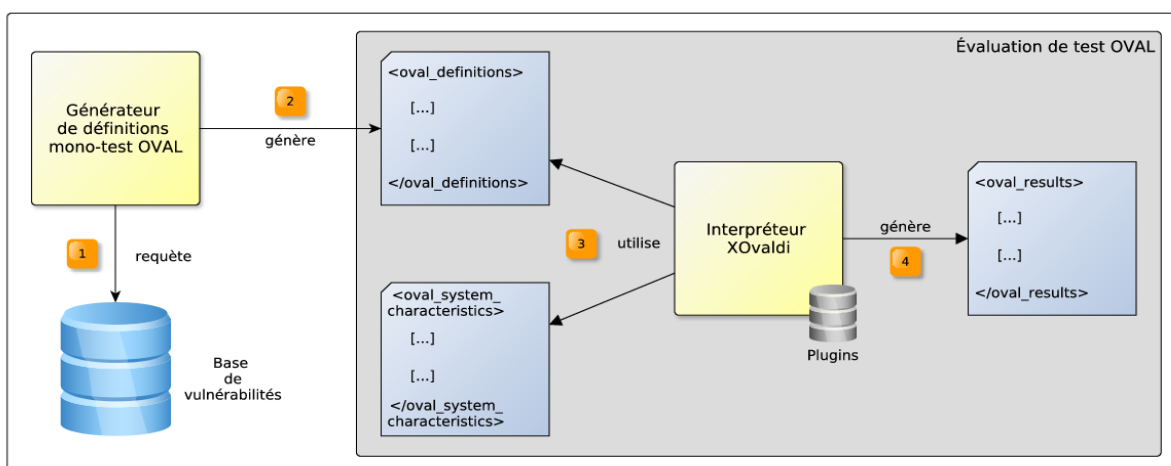 Évaluation de test OVAL
Générateur
de définitions
mono-test OVAL
1
requête
Base
de
vulnérabilités
2
génère
<oval_definitions>
[...]
[...]
</oval_definitions>
3
utilise
<oval_system_
characteristics>
[...]
[...]
</oval_system_
characteristics>
Interpréteur
XOvaldi
Plugins
génère
4
<oval_results>
[...]
[...]
</oval_results>